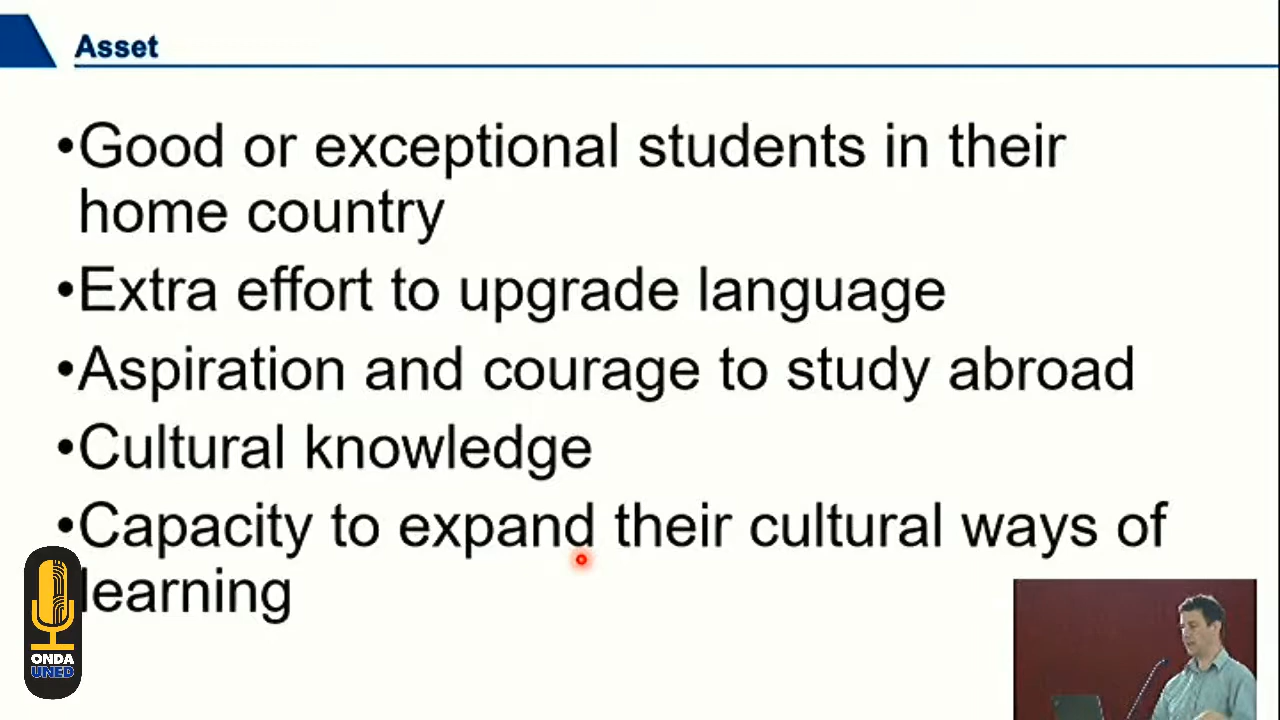 Asset
•Good or exceptional students in their
home country
•Extra effort to upgrade language
•Aspiration and courage to study abroad
•Cultural knowledge
•Capacity to expand their cultural ways of
learning
ONDA
UNED